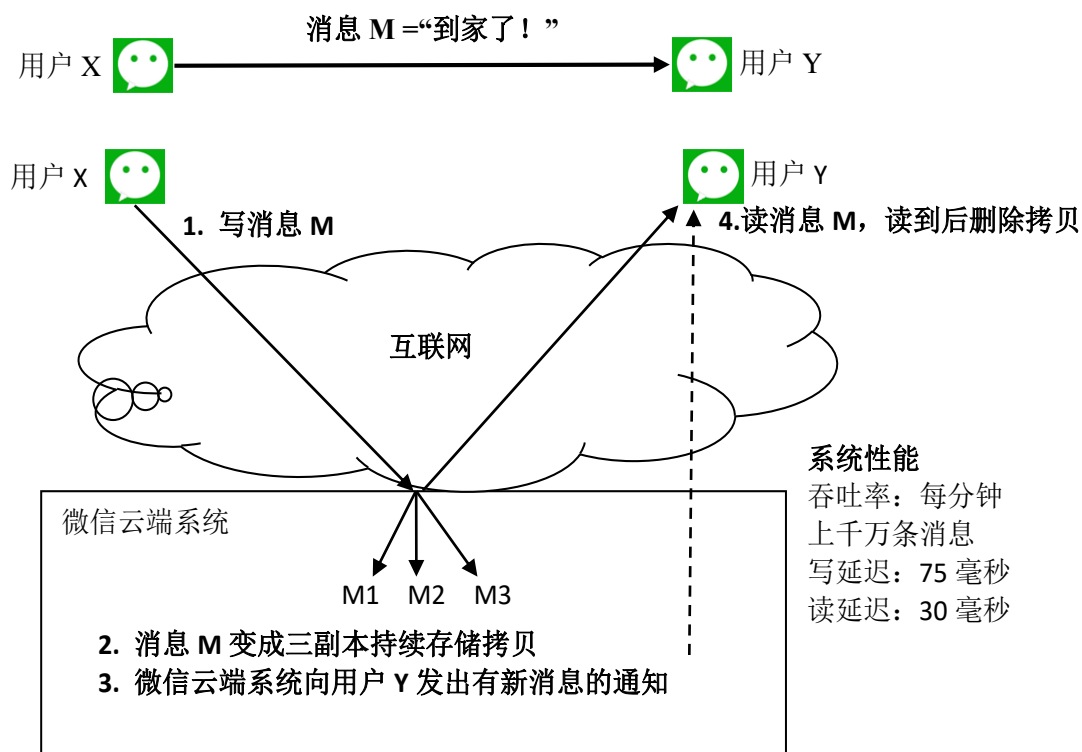 消息 M =“到家了！”
用户 X
用户 Y
用户 X
用户 Y
1. 写消息 M
4.读消息 M，读到后删除拷贝
互联网
系统性能
吞吐率：每分钟
上千万条消息
写延迟：75 毫秒
读延迟：30 毫秒
微信云端系统
M1 M2 M3
2. 消息 M 变成三副本持续存储拷贝
3. 微信云端系统向用户 Y 发出有新消息的通知